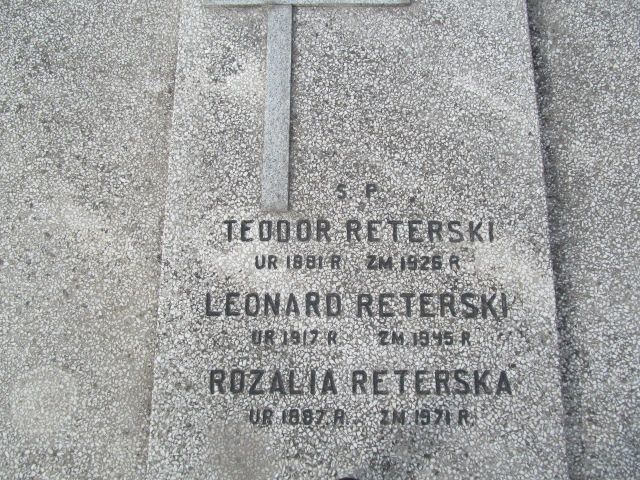 S P
TEODOR RETERSKI
UR 1881 R ZM 1926 R
LEONARD RETERSKI
UR 1917 R ZM 1945 R
ROZALIA RETERSKA
UR 1887 R ZM 1971 R